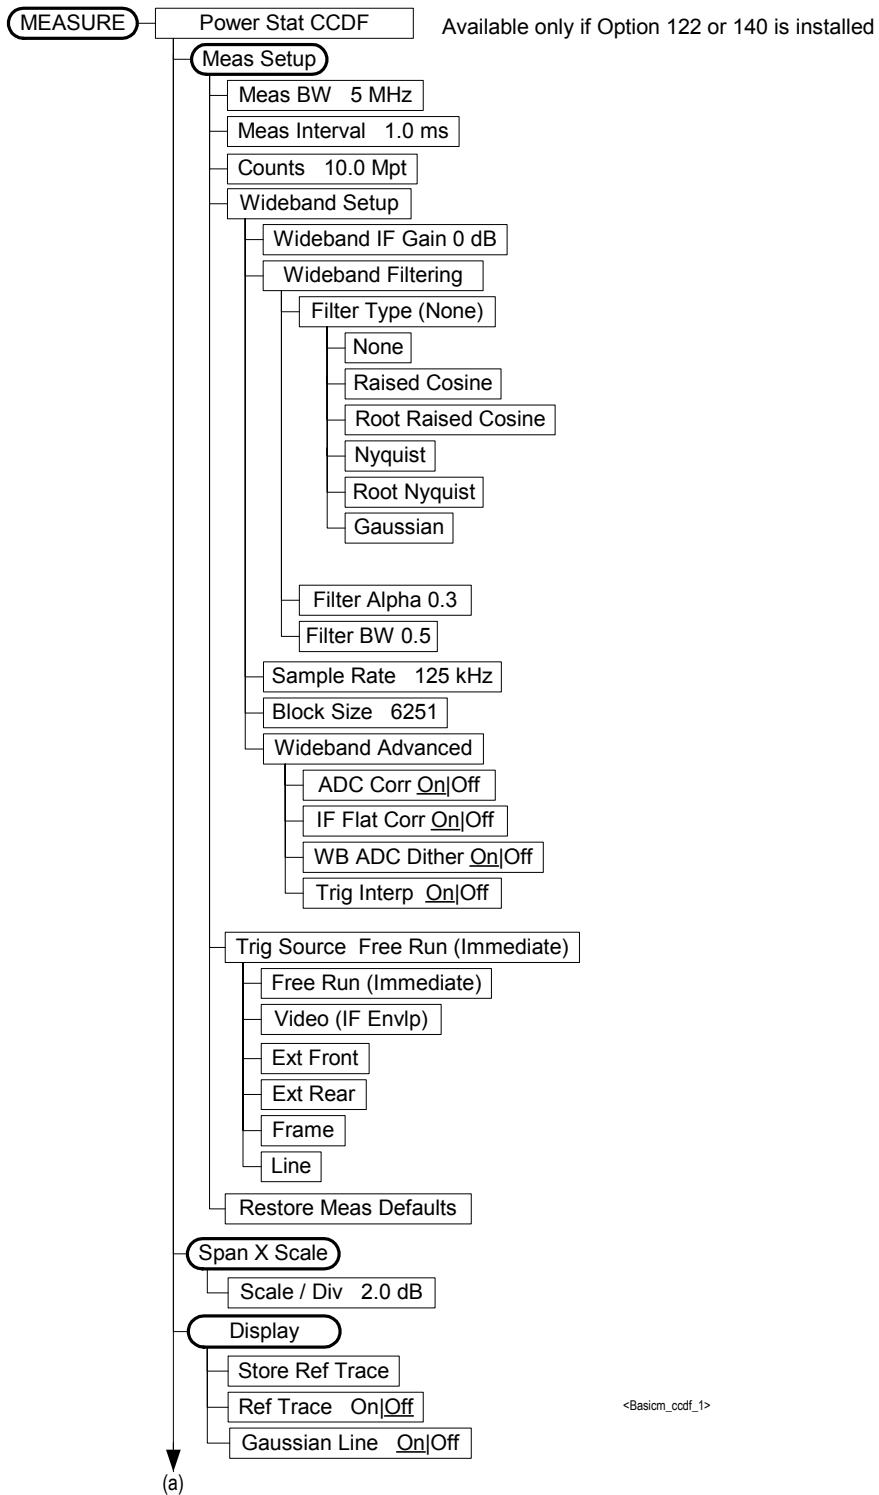 MEASURE
Power Stat CCDF
Available only if Option 122 or 140 is installed
Meas Setup
Meas BW 5 MHz
Meas Interval 1.0 ms
Counts 10.0 Mpt
Wideband Setup
Wideband IF Gain 0 dB
Wideband Filtering
Filter Type (None)
None
Raised Cosine
Root Raised Cosine
Nyquist
Root Nyquist
Gaussian
Filter Alpha 0.3
Filter BW 0.5
Sample Rate 125 kHz
Block Size 6251
Wideband Advanced
ADC Corr On|Off
IF Flat Corr On|Off
WB ADC Dither On|Off
Trig Interp On|Off
Trig Source Free Run (Immediate)
Free Run (Immediate)
Video (IF Envlp)
Ext Front
Ext Rear
Frame
Line
Restore Meas Defaults
Span X Scale
Scale / Div 2.0 dB
Display
Store Ref Trace
Ref Trace On|Off
<Basicm_ccdf_1>
Gaussian Line On|Off
(a)